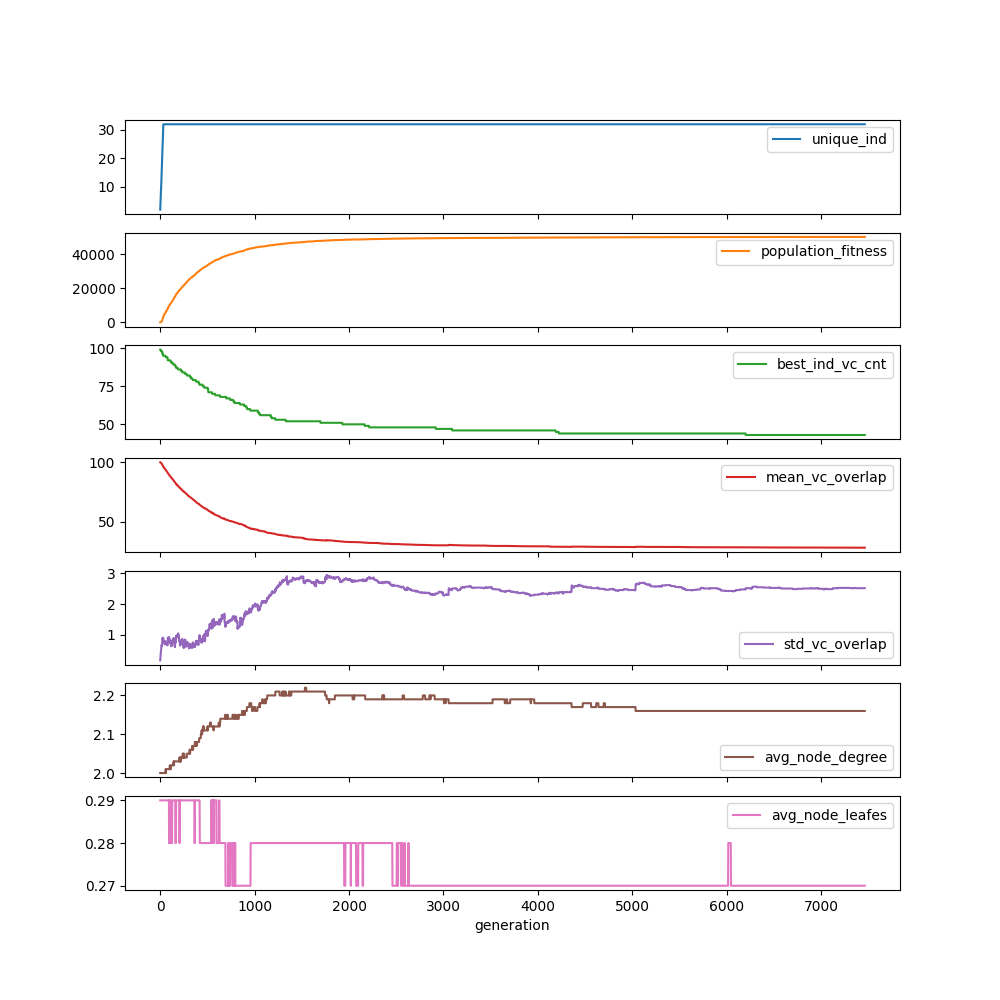 30
20
10
unique_ind
40000
20000
0
population_fitness
100
75
50
best_ind_vc_cnt
100
50
mean_vc_overlap
3
2
1
std_vc_overlap
2.2
2.1
2.0
avg_node_degree
0.29
0.28
0.27
avg_node_leafes
0 1000 2000 3000 4000 5000 6000 7000
generation